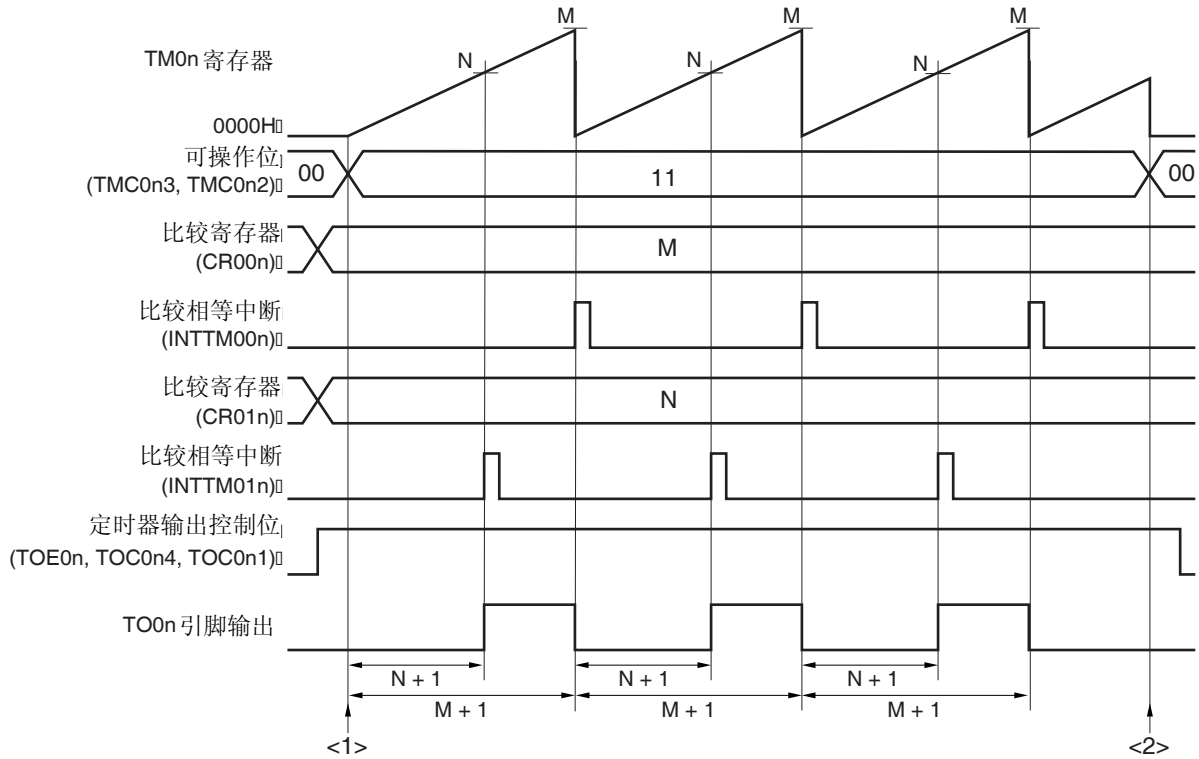 M M M
TM0n 寄存器
N N N
0000H
可操作位
(TMC0n3, TMC0n2)
00 11 00
比较寄存器
(CR00n)
M
比较相等中断
(INTTM00n)
比较寄存器
(CR01n)
N
比较相等中断
(INTTM01n)
定时器输出控制位
(TOE0n, TOC0n4, TOC0n1)
TO0n 引脚输出
N + 1 N + 1 N + 1
M + 1 M + 1 M + 1
<1> <2>